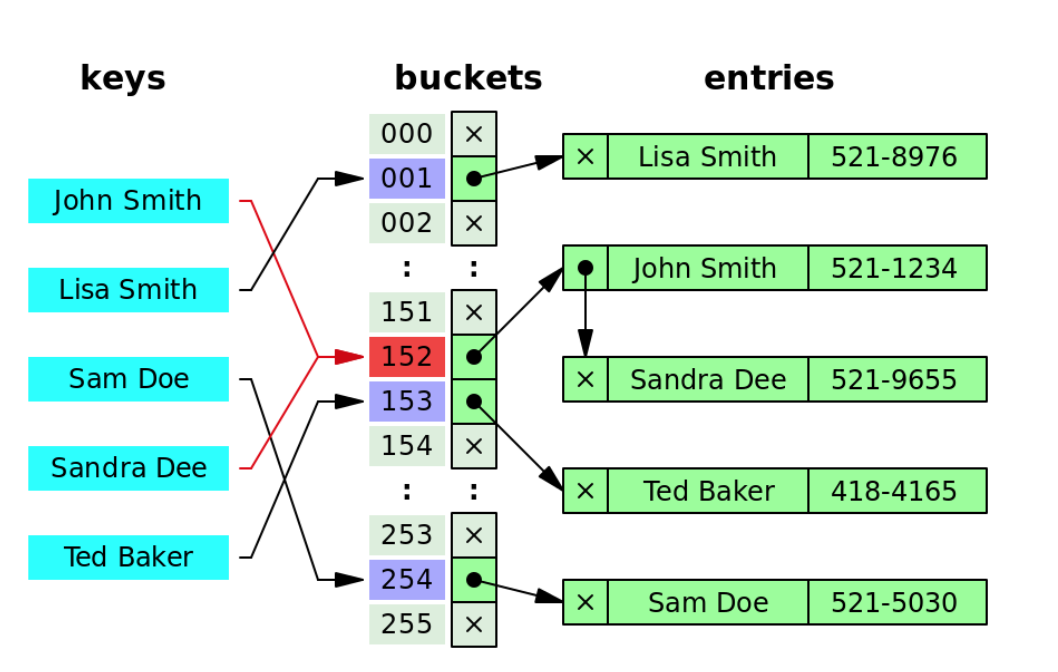 keys buckets entries
000 ×
× Lisa Smith 521-8976
001
John Smith
002 ×
: :
× John Smith 521-1234
Lisa Smith
151 ×
152
Sam Doe
× Sandra Dee 521-9655
153
154 ×
Sandra Dee
: :
× Ted Baker 418-4165
253 ×
Ted Baker
254
× Sam Doe 521-5030
255 ×